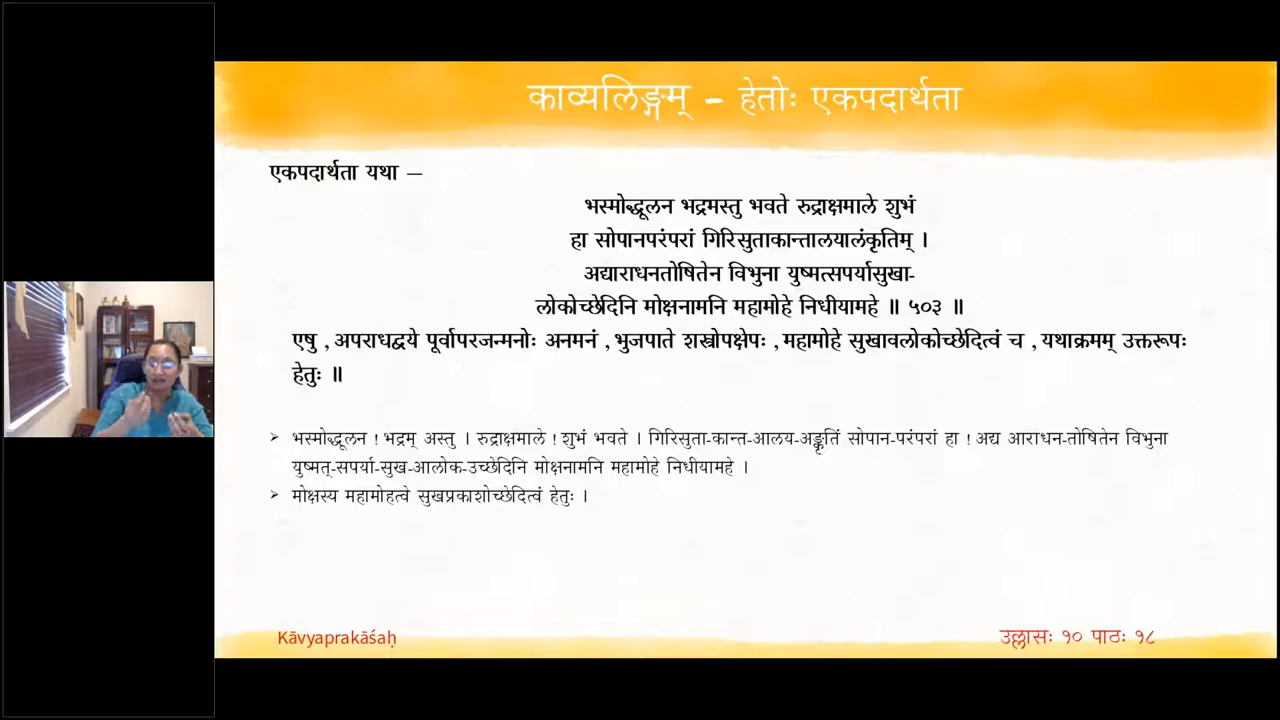 काव्यलिङ्गम् - हेतोः एकपदार्थता
एकपदार्थता यथा —
भस्मोद्धूलन भद्रमस्तु भवते रुद्राक्षमाले शुभं
हा सोपानपरंपरां गिरिसुताकान्तालयालंकृतिम् ।
अद्याराधनतोषितेन विभुना युष्मत्सपर्यासुखा-
लोकोच्छेदिनि मोक्षनामनि महामोहे निधीयामहे ॥ ५०३ ॥
एषु , अपराधद्वये पूर्वापरजन्मनोः अनमनं , भुजपाते शस्त्रोपक्षेपः , महामोहे सुखावलोकोच्छेदित्वं च , यथाक्रमम् उक्तरूपः
हेतुः ॥
➢ भस्मोद्धूलन ! भद्रम् अस्तु । रुद्राक्षमाले ! शुभं भवते । गिरिसुता-कान्त-आलय-अङ्कृतिं सोपान-परंपरां हा ! अद्य आराधन-तोषितेन विभुना
युष्मत्-सपर्या-सुख-आलोक-उच्छेदिनि मोक्षनामनि महामोहे निधीयामहे ।
➢ मोक्षस्य महामोहत्वे सुखप्रकाशोच्छेदित्वं हेतुः ।
Kāvyaprakāśaḥ
उल्लासः १० पाठः १८